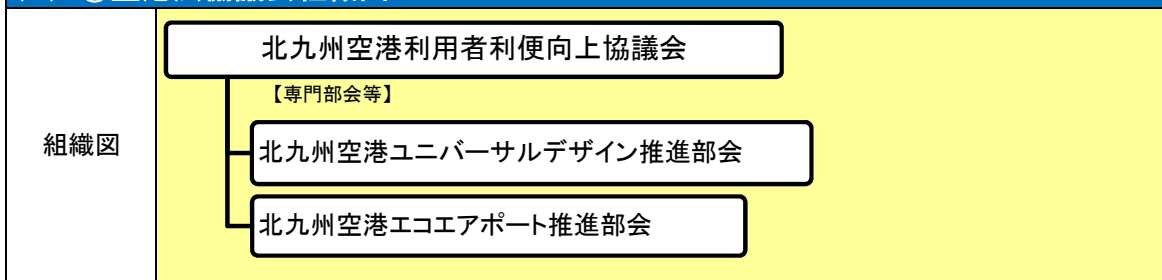 北九州空港利用者利便向上協議会
【専門部会等】
組織図
北九州空港ユニバーサルデザイン推進部会
北九州空港エコエアポート推進部会